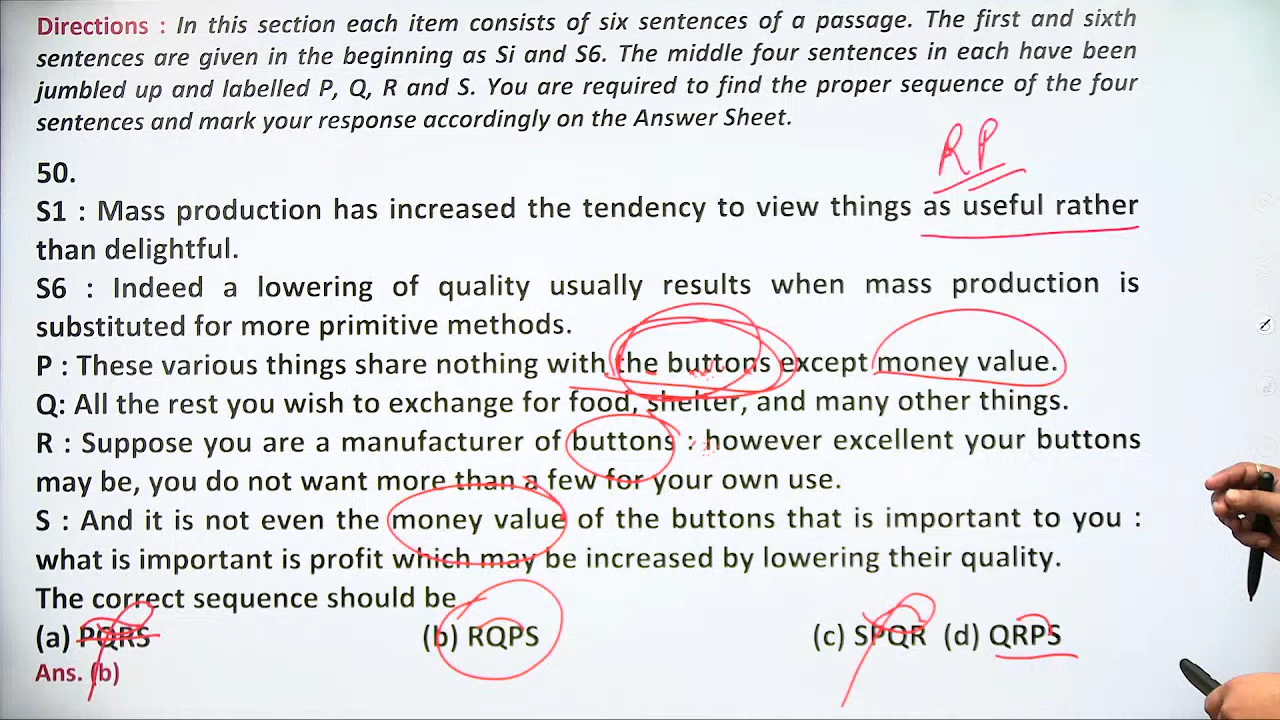 Directions : In this section each item consists of six sentences of a passage. The first and sixth
sentences are given in the beginning as Si and S6. The middle four sentences in each have been
jumbled up and labelled P, Q, R and S. You are required to find the proper sequence of the four
sentences and mark your response accordingly on the Answer Sheet.
RP
50.
S1 : Mass production has increased the tendency to view things as useful rather
than delightful.
S6 : Indeed a lowering of quality usually results when mass production is
substituted for more primitive methods.
P : These various things share nothing with the buttons except money value.
Q: All the rest you wish to exchange for food, shelter, and many other things.
R : Suppose you are a manufacturer of buttons : however excellent your buttons
may be, you do not want more than a few for your own use.
S : And it is not even the money value of the buttons that is important to you :
what is important is profit which may be increased by lowering their quality.
The correct sequence should be
(a) PQRS (b) RQPS (c) SPQR (d) QRPS
Ans. (b)